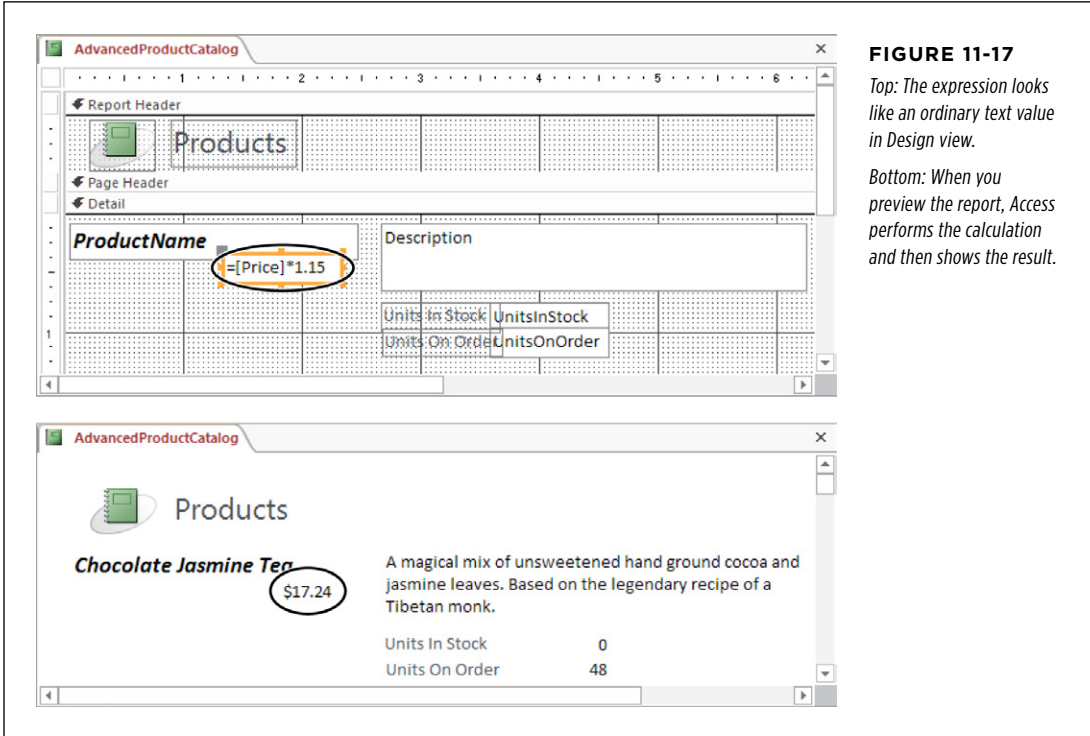 AdvancedProductCatalog
1 2 3 4 5 6
Report Header
Products
Page Header
Detail
ProductName
=[Price]*1.15
Description
Units In Stock UnitsInStock
1
Units On Order UnitsOnOrder
AdvancedProductCatalog
Products
Chocolate Jasmine Tea
$17.24
A magical mix of unsweetened hand ground cocoa and
jasmine leaves. Based on the legendary recipe of a
Tibetan monk.
Units In Stock 0
Units On Order 48
FIGURE 11-17
Top: The expression looks
like an ordinary text value
in Design view.
Bottom: When you
preview the report, Access
performs the calculation
and then shows the result.